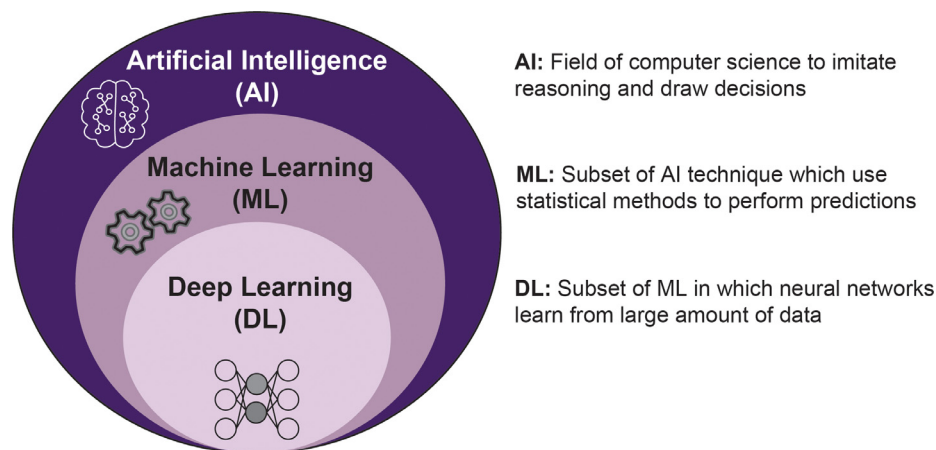 Artificial Intelligence
(AI)
Machine Learning
(ML)
Deep Learning
(DL)
AI: Field of computer science to imitate
reasoning and draw decisions
ML: Subset of AI technique which use
statistical methods to perform predictions
DL: Subset of ML in which neural networks
learn from large amount of data